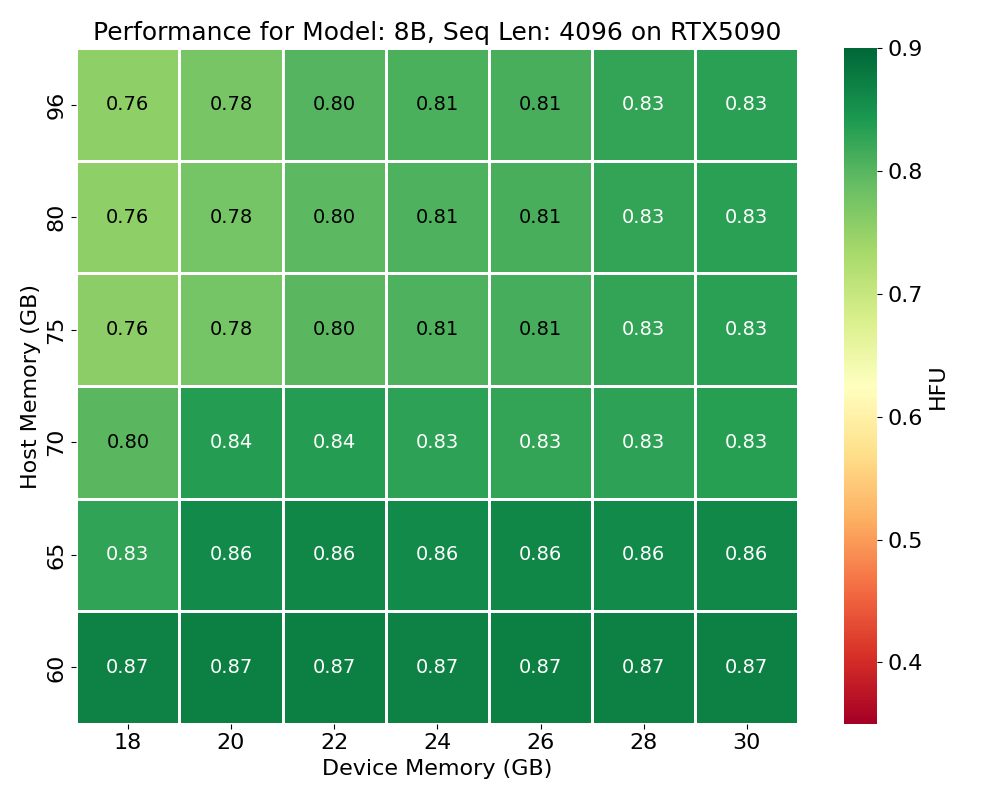 Performance for Model: 8B, Seq Len: 4096 on RTX5090
96 0.76 0.78 0.80 0.81 0.81 0.83 0.83
80 0.76 0.78 0.80 0.81 0.81 0.83 0.83
75 0.76 0.78 0.80 0.81 0.81 0.83 0.83
70 0.80 0.84 0.84 0.83 0.83 0.83 0.83
65 0.83 0.86 0.86 0.86 0.86 0.86 0.86
60 0.87 0.87 0.87 0.87 0.87 0.87 0.87
18 20 22 24 26 28 30
Device Memory (GB)
Host Memory (GB)
0.9
0.8
0.7
0.6
0.5
0.4
HFU